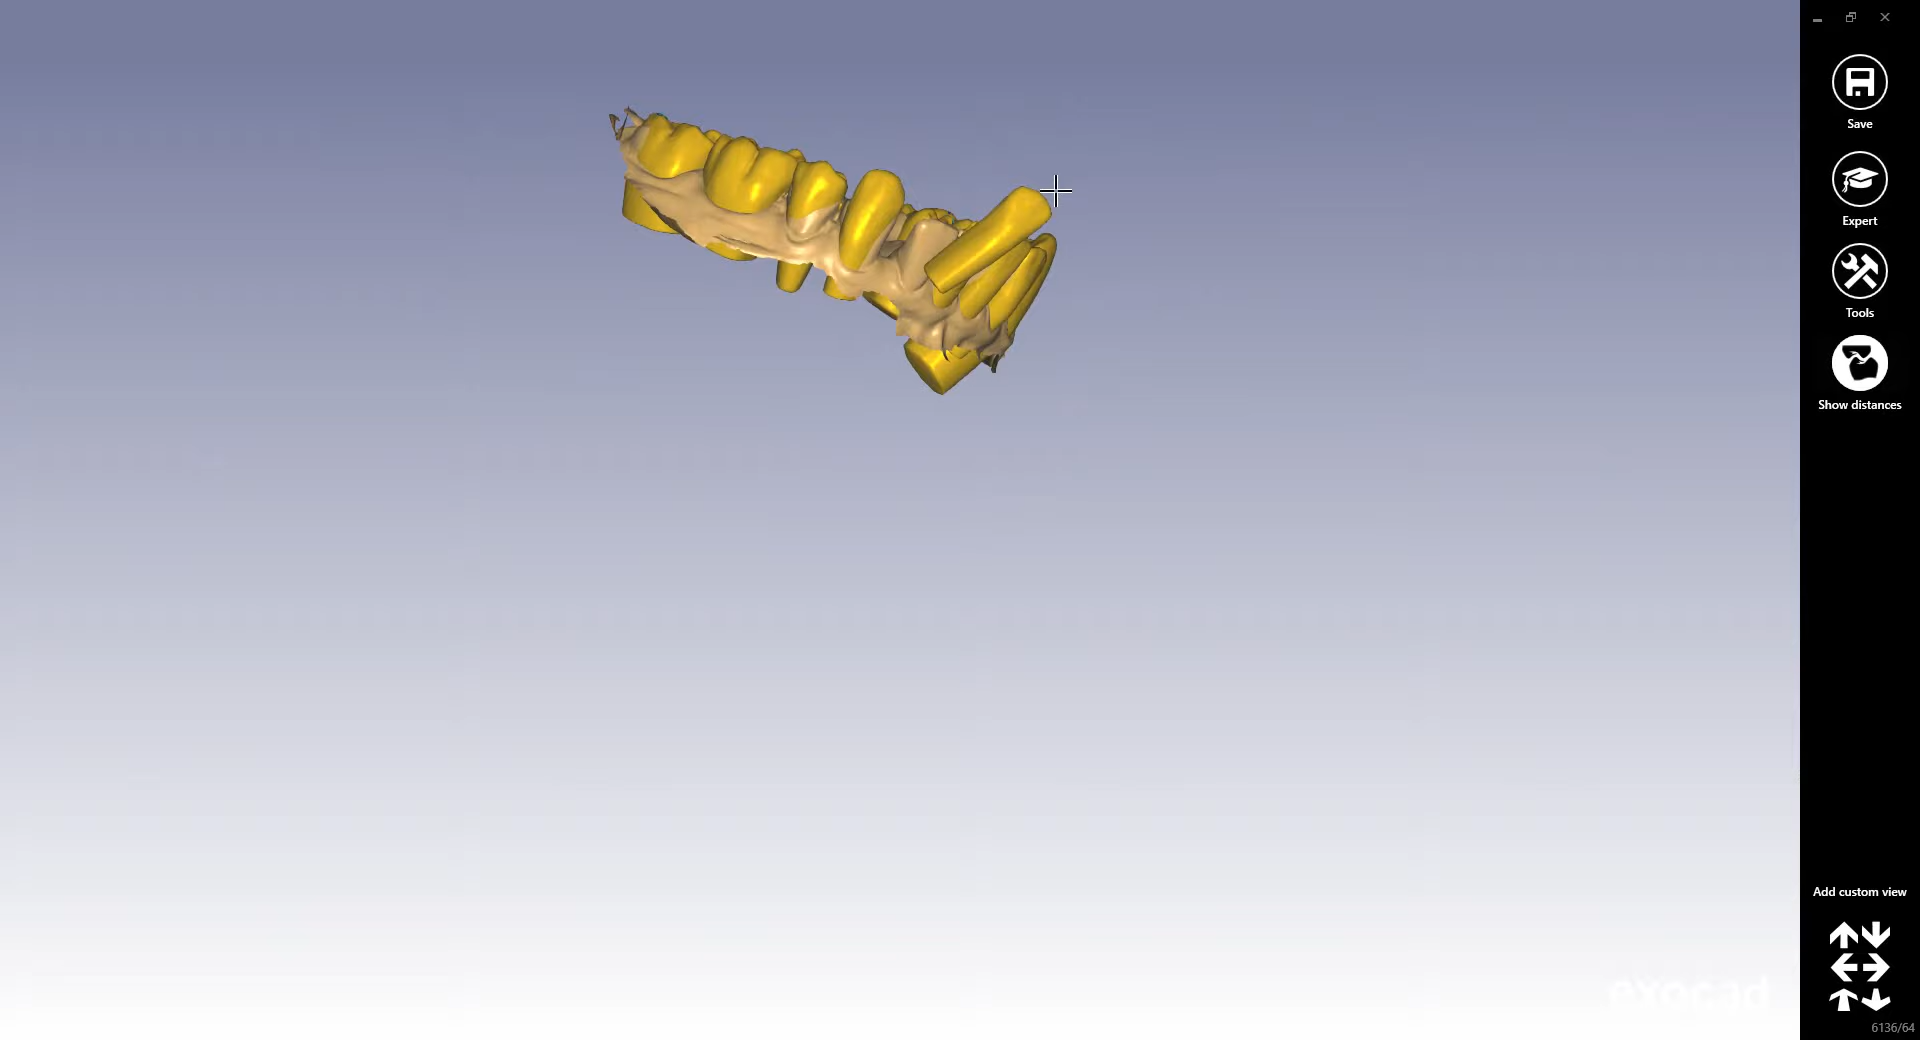 Save
Expert
Tools
Show distances
Add custom view
exocad
6136/64